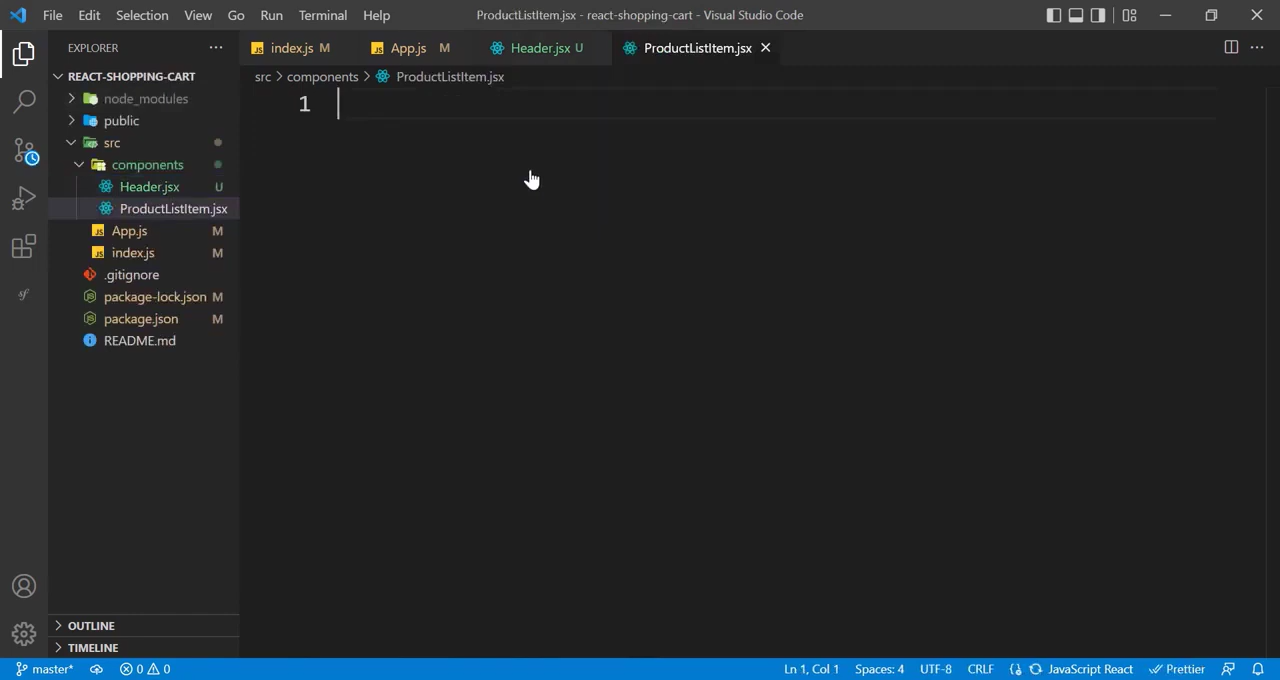 File Edit Selection View Go Run Terminal Help
ProductListItem.jsx - react-shopping-cart - Visual Studio Code
EXPLORER
index.js M
App.js M
Header.jsx U
ProductListItem.jsx
REACT-SHOPPING-CART
src > components > ProductListItem.jsx
node_modules
1
public
src
components
Header.jsx U
ProductListItem.jsx
App.js M
index.js M
.gitignore
package-lock.json M
package.json M
README.md
OUTLINE
TIMELINE
master* 0 0
Ln 1, Col 1 Spaces: 4 UTF-8 CRLF {} JavaScript React Prettier